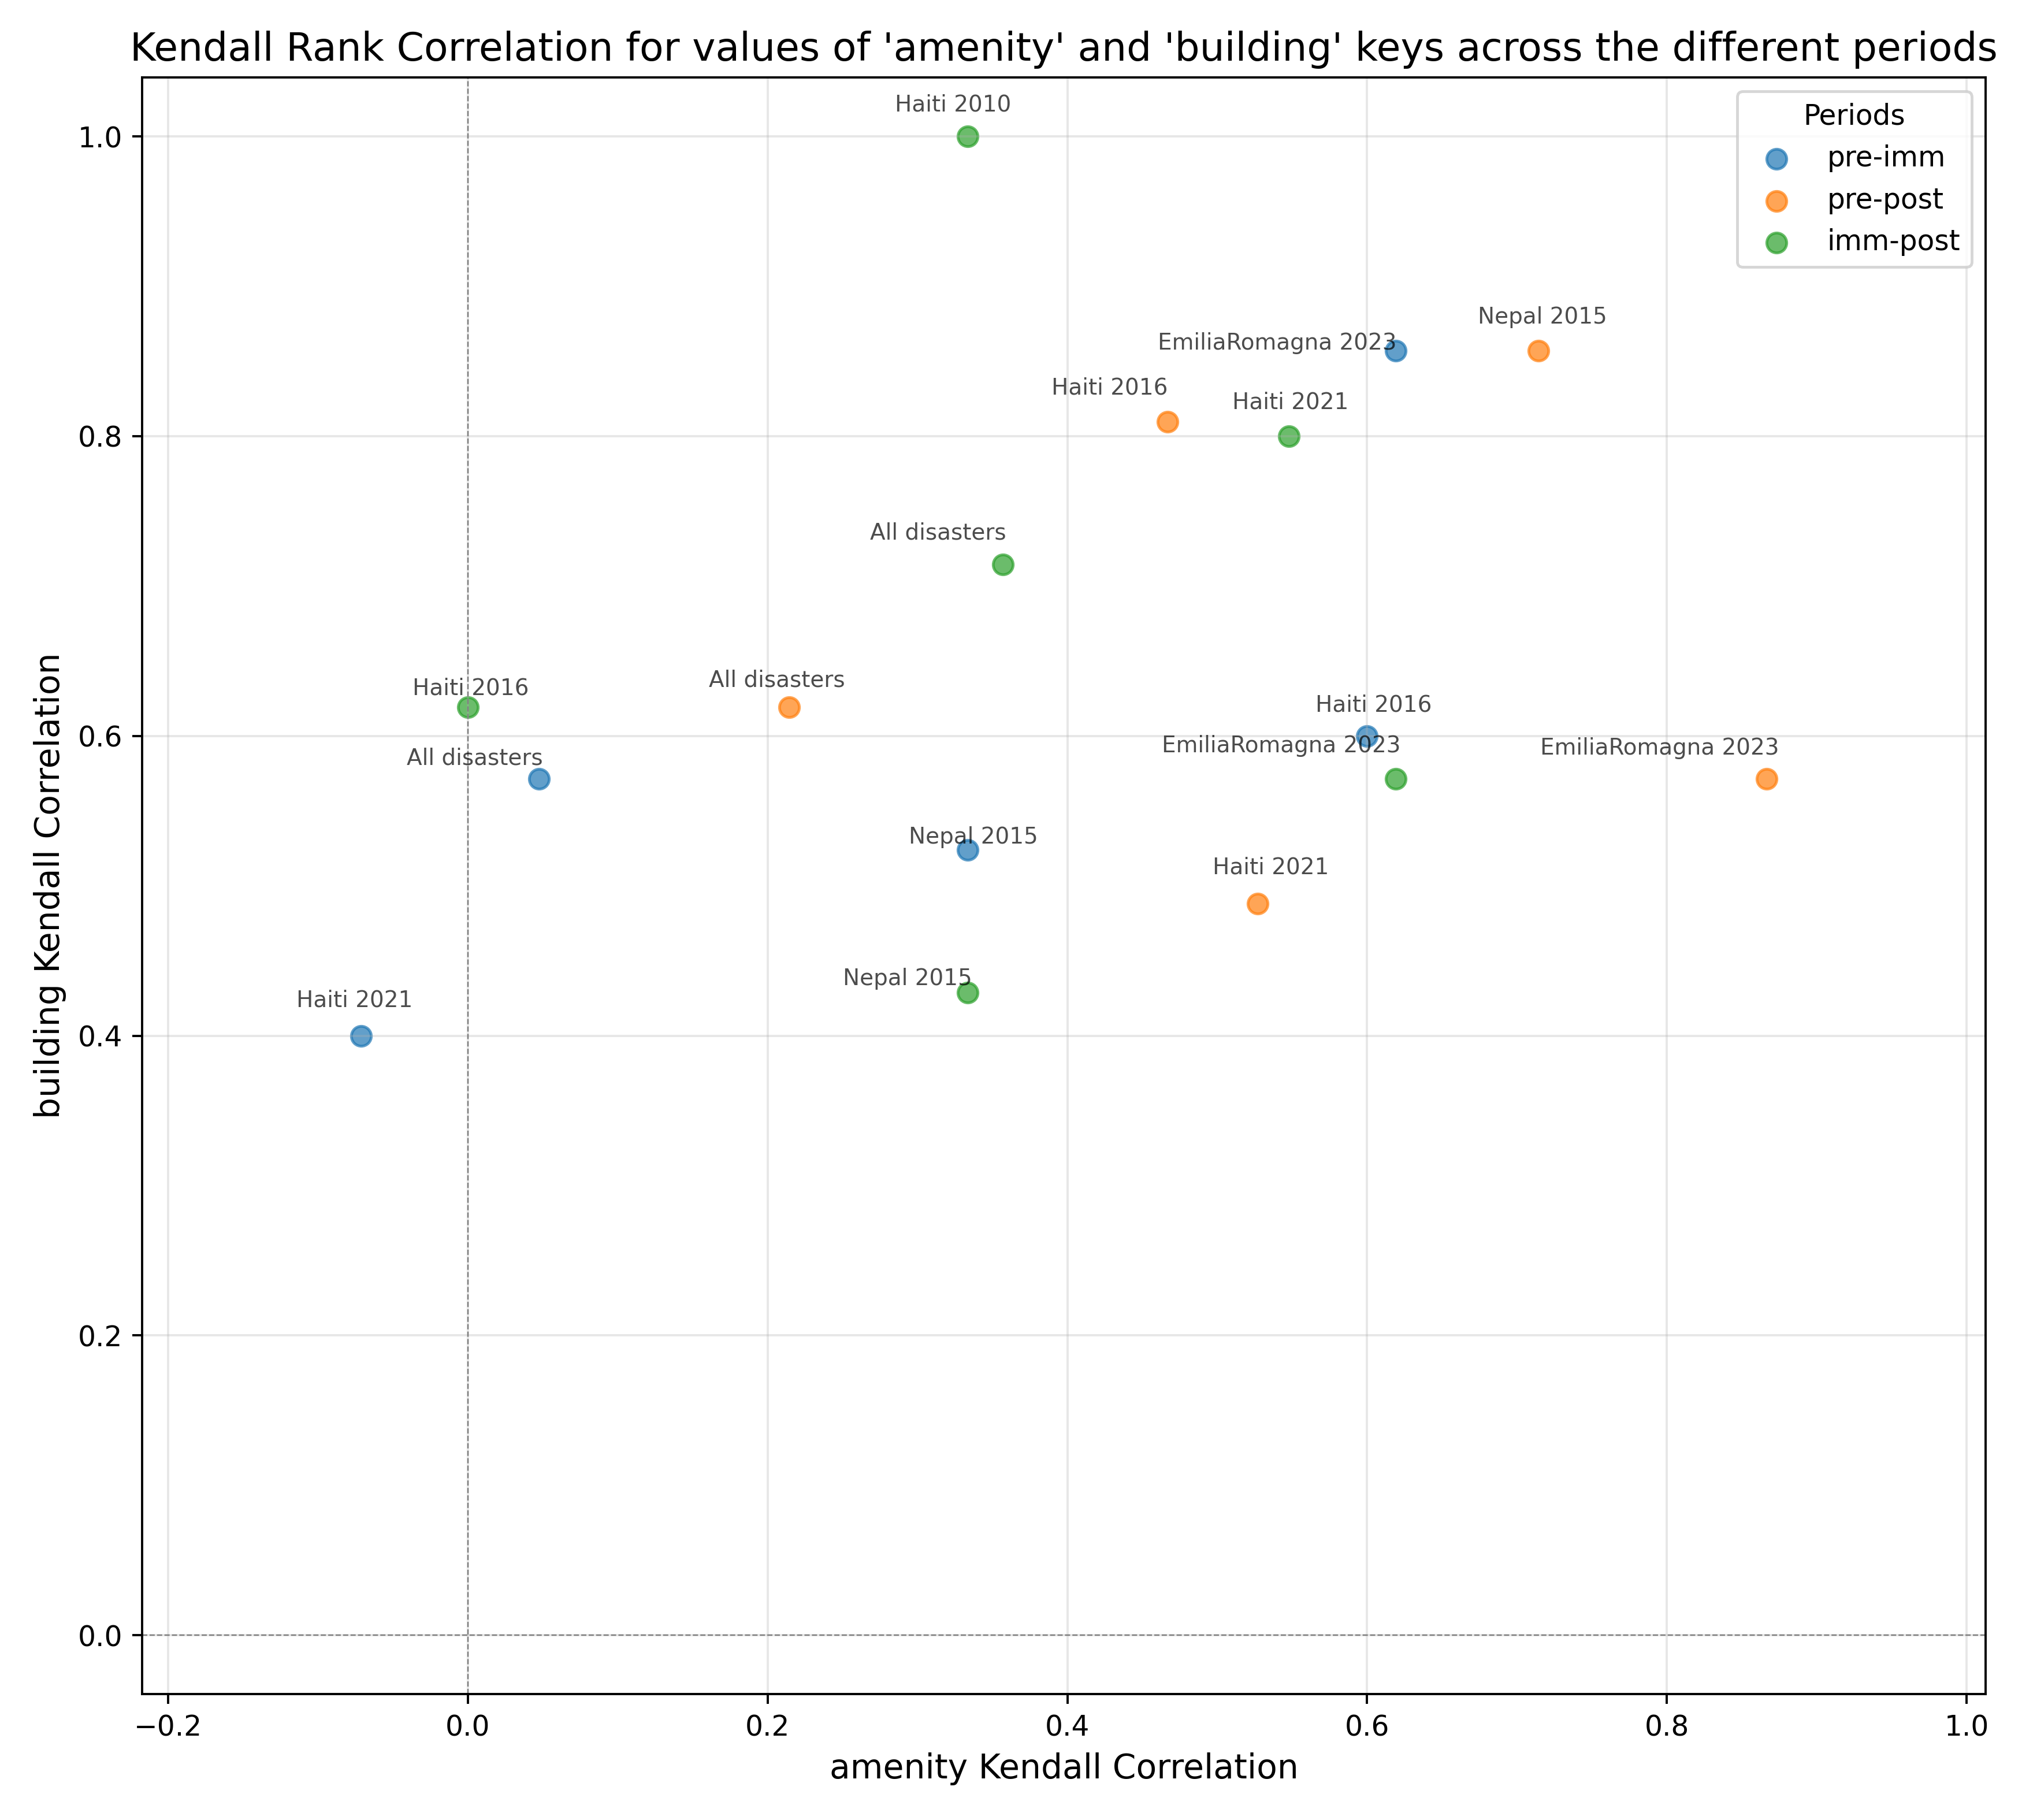 Kendall Rank Correlation for values of 'amenity' and 'building' keys across the different periods
Periods
pre-imm
pre-post
imm-post
Haiti 2010
Nepal 2015
EmiliaRomagna 2023
Haiti 2016
Haiti 2021
All disasters
Haiti 2016
All disasters
Haiti 2016
All disasters
EmiliaRomagna 2023
EmiliaRomagna 2023
Nepal 2015
Haiti 2021
Nepal 2015
Haiti 2021
building Kendall Correlation
1.0
0.8
0.6
0.4
0.2
0.0
−0.2
0.0
0.2
0.4
0.6
0.8
1.0
amenity Kendall Correlation